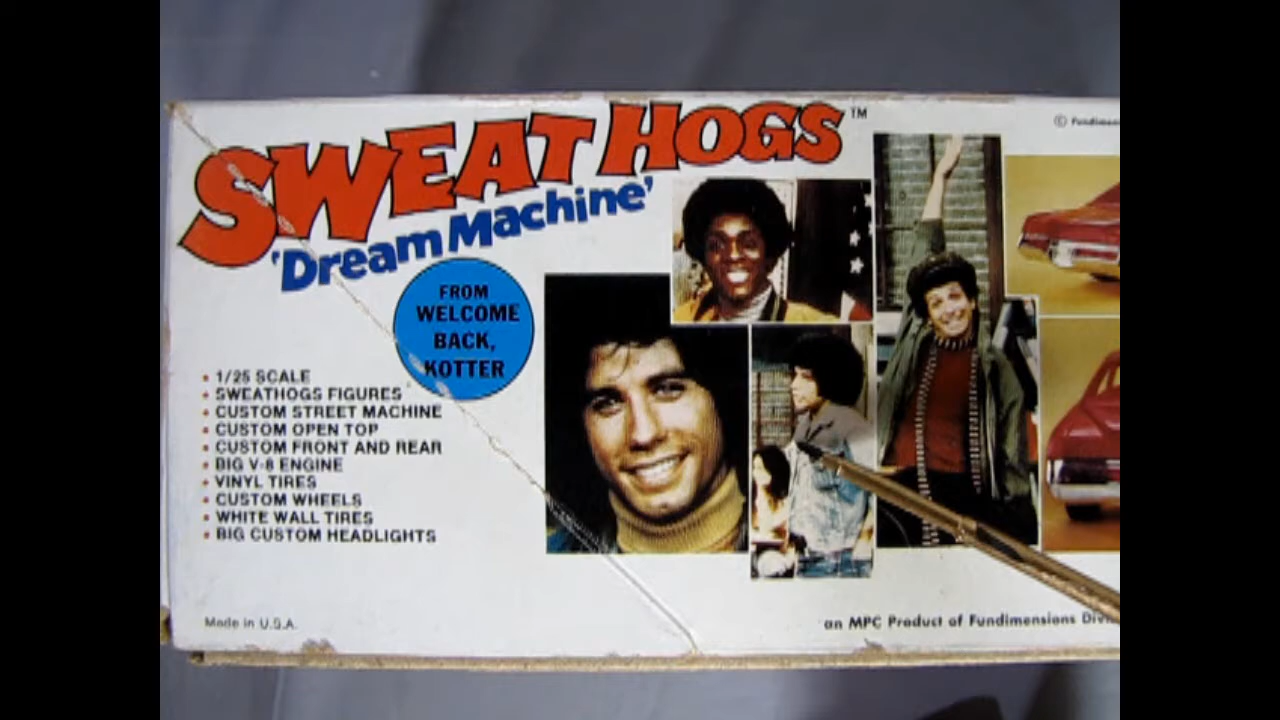 SWEAT HOGS™
'Dream Machine'
FROM
WELCOME
BACK,
KOTTER
• 1/25 SCALE
• SWEATHOGS FIGURES
• CUSTOM STREET MACHINE
• CUSTOM OPEN TOP
• CUSTOM FRONT AND REAR
• BIG V-8 ENGINE
• VINYL TIRES
• CUSTOM WHEELS
• WHITE WALL TIRES
• BIG CUSTOM HEADLIGHTS
Made in U.S.A.
an MPC Product of Fundimensions
©